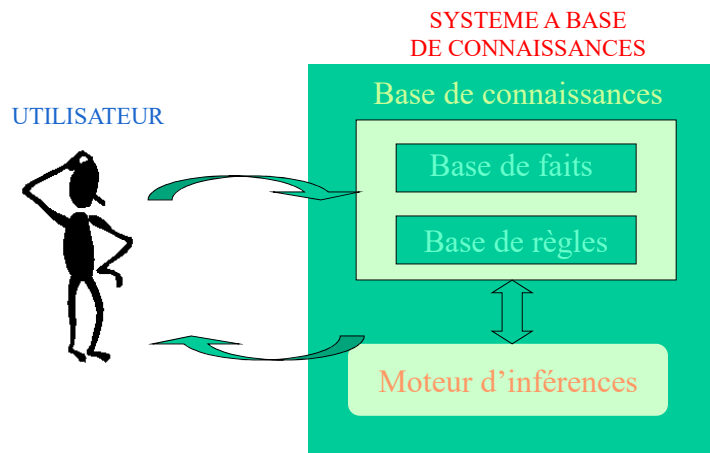 SYSTEME A BASE
DE CONNAISSANCES
UTILISATEUR
Base de connaissances
Base de faits
Base de règles
Moteur d’inférences